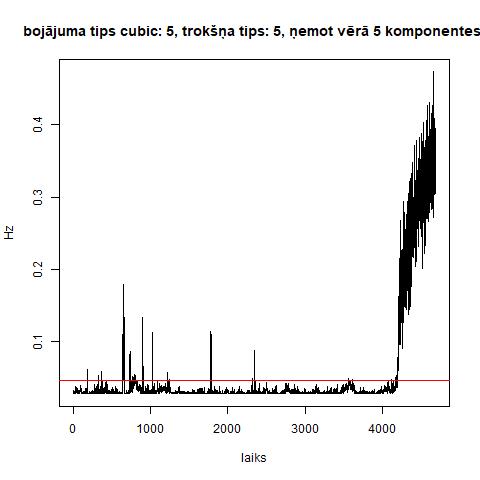 bojājuma tips cubic: 5, trokšņa tips: 5, ņemot vērā 5 komponentes
Hz
0.4
0.3
0.2
0.1
0 1000 2000 3000 4000
laiks